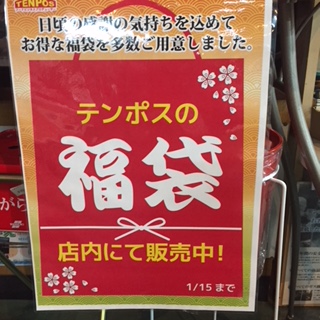 TENPOS
日頃の感謝の気持ちを込めて
お得な福袋を多数ご用意しました。
テンポスの
福袋
店内にて販売中!
1/15 まで